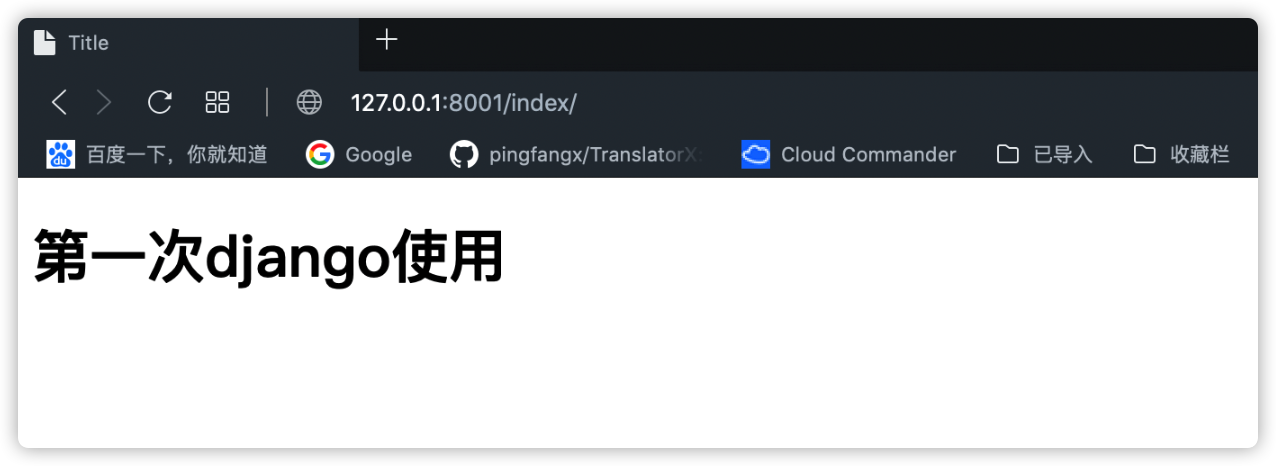 Title
127.0.0.1:8001/index/
百度一下，你就知道 Google pingfangx/TranslatorX Cloud Commander 已导入 收藏栏
第一次django使用